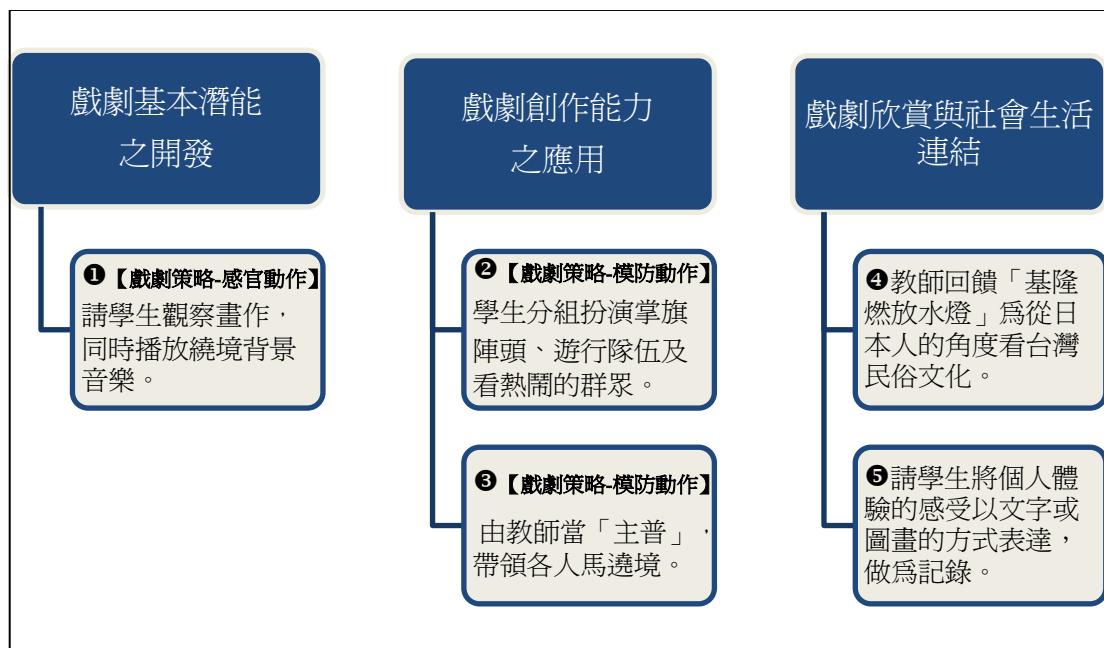 戲劇基本潛能
之開發
❶【戲劇策略-感官動作】
請學生觀察畫作，
同時播放繞境背景
音樂。
戲劇創作能力
之應用
❷【戲劇策略-模防動作】
學生分組扮演掌旗
陣頭、遊行隊伍及
看熱鬧的群眾。
❸【戲劇策略-模防動作】
由教師當「主普」，
帶領各人馬遶境。
戲劇欣賞與社會生活
連結
❹教師回饋「基隆
燃放水燈」為從日
本人的角度看台灣
民俗文化。
❺請學生將個人體
驗的感受以文字或
圖畫的方式表達，
做為記錄。